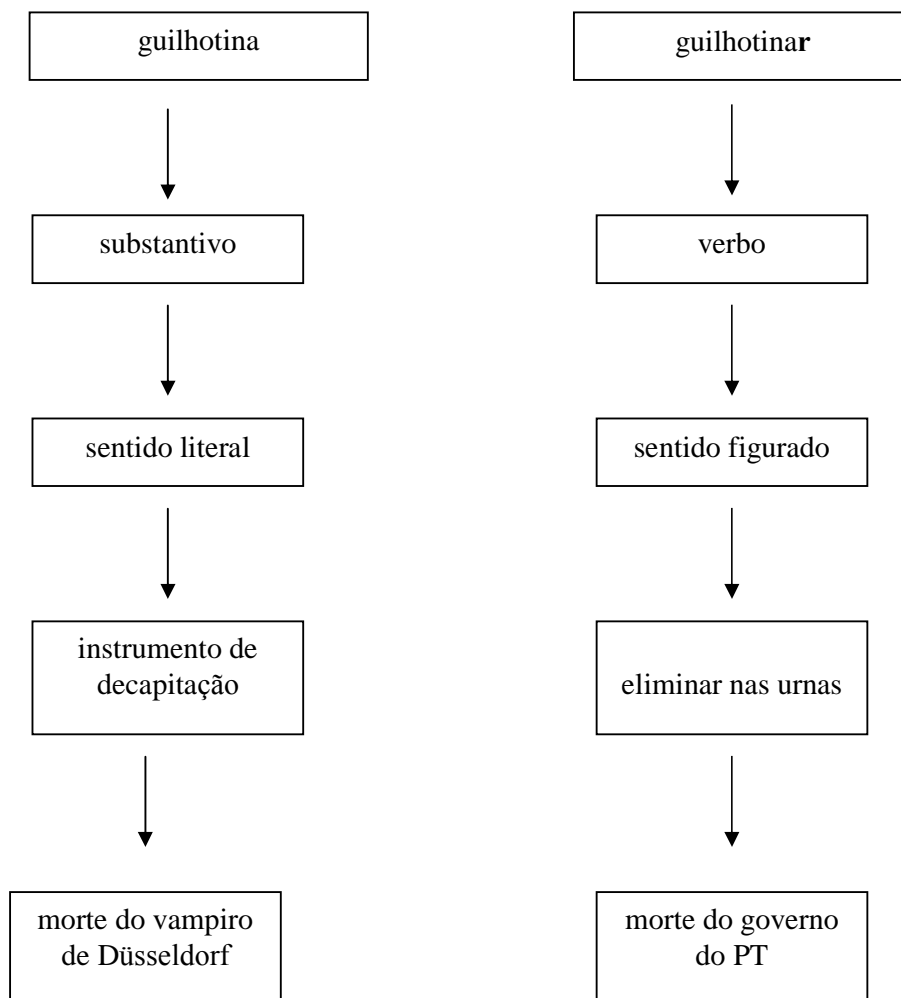 guilhotina
guilhotinar
substantivo
verbo
sentido literal
sentido figurado
instrumento de
decapitação
eliminar nas urnas
morte do vampiro
de Düsseldorf
morte do governo
do PT